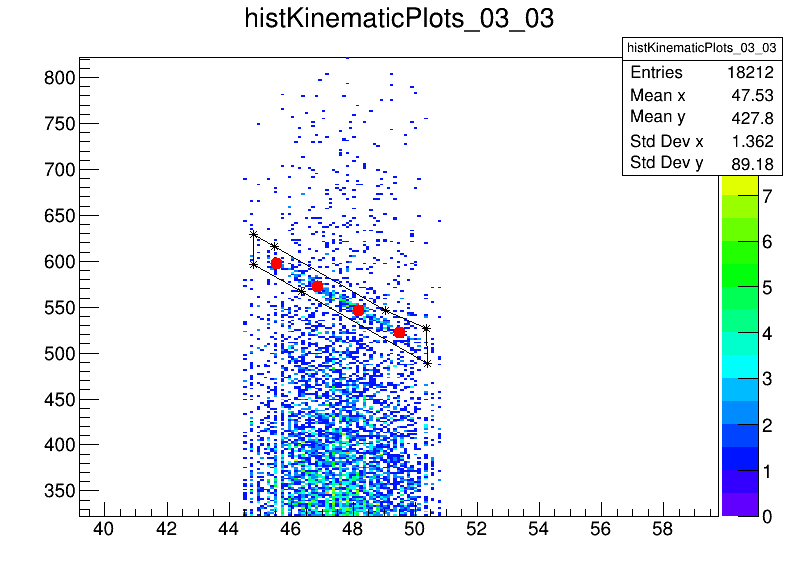 histKinematicPlots_03_03
histKinematicPlots_03_03
Entries 18212
Mean x 47.53
Mean y 427.8
Std Dev x 1.362
Std Dev y 89.18
800
750
700
650
600
550
500
450
400
350
7
6
5
4
3
2
1
0
40 42 44 46 48 50 52 54 56 58